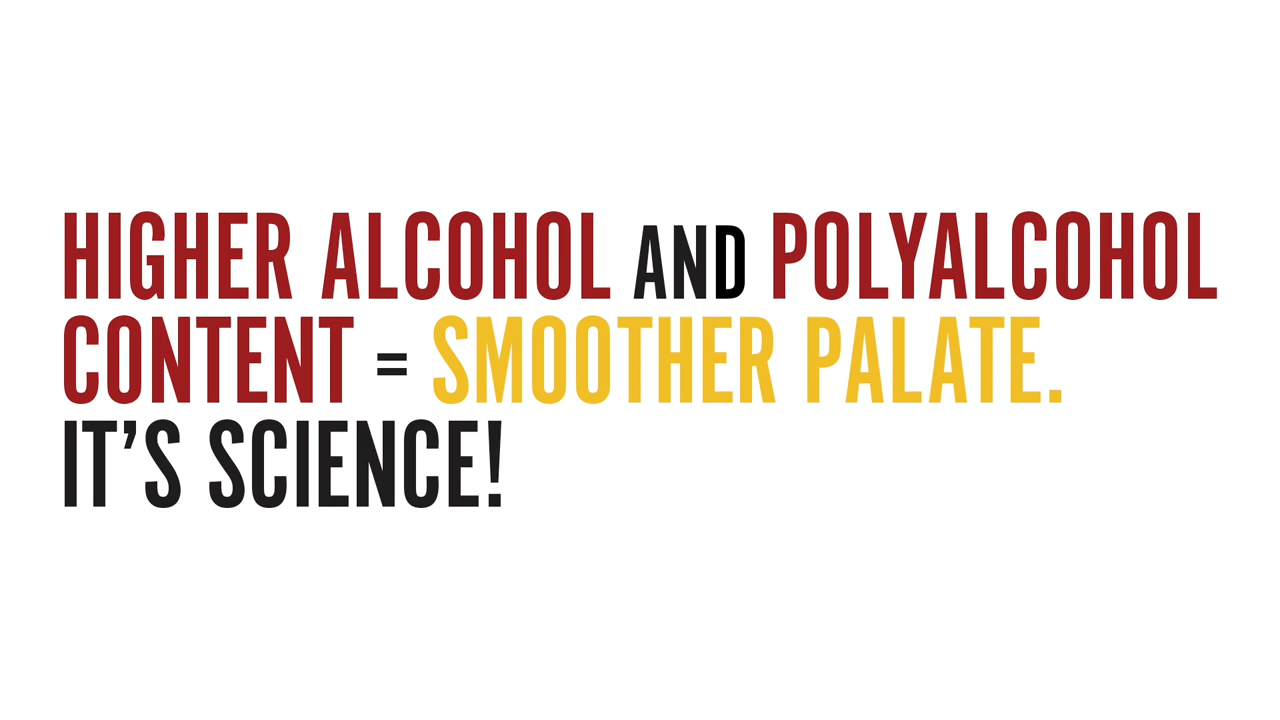 HIGHER ALCOHOL AND POLYALCOHOL
CONTENT = SMOOTHER PALATE.
IT’S SCIENCE!